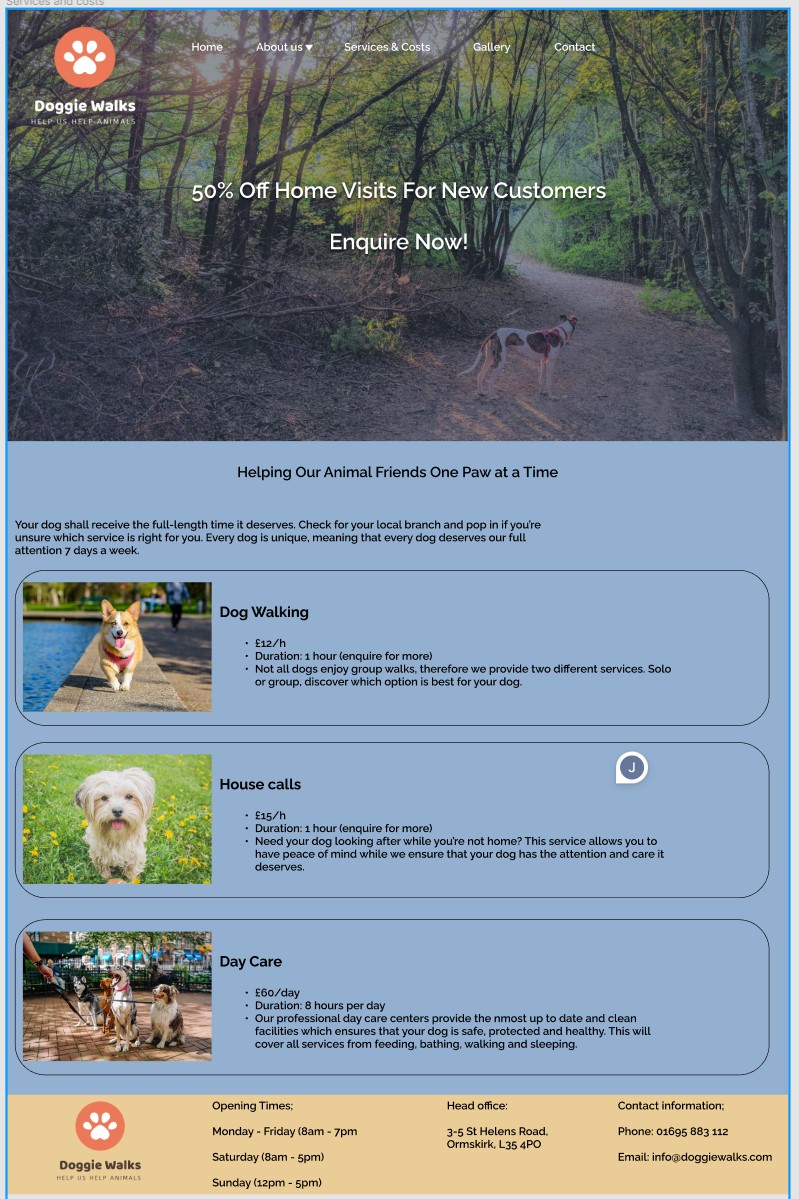 Services and costs
Home About us ▼ Services & Costs Gallery Contact
Doggie Walks
HELP US HELP ANIMALS
50% Off Home Visits For New Customers
Enquire Now!
Helping Our Animal Friends One Paw at a Time
Your dog shall receive the full-length time it deserves. Check for your local branch and pop in if you're
unsure which service is right for you. Every dog is unique, meaning that every dog deserves our full
attention 7 days a week.
Dog Walking
• £12/h
• Duration: 1 hour (enquire for more)
• Not all dogs enjoy group walks, therefore we provide two different services. Solo
or group, discover which option is best for your dog.
J
House calls
• £15/h
• Duration: 1 hour (enquire for more)
• Need your dog looking after while you're not home? This service allows you to
have peace of mind while we ensure that your dog has the attention and care it
deserves.
Day Care
• £60/day
• Duration: 8 hours per day
• Our professional day care centers provide the nmost up to date and clean
facilities which ensures that your dog is safe, protected and healthy. This will
cover all services from feeding, bathing, walking and sleeping.
Doggie Walks
HELP US HELP ANIMALS
Opening Times;
Monday - Friday (8am - 7pm
Saturday (8am - 5pm)
Sunday (12pm - 5pm)
Head office:
3-5 St Helens Road,
Ormskirk, L35 4PO
Contact information;
Phone: 01695 883 112
Email: info@doggiewalks.com